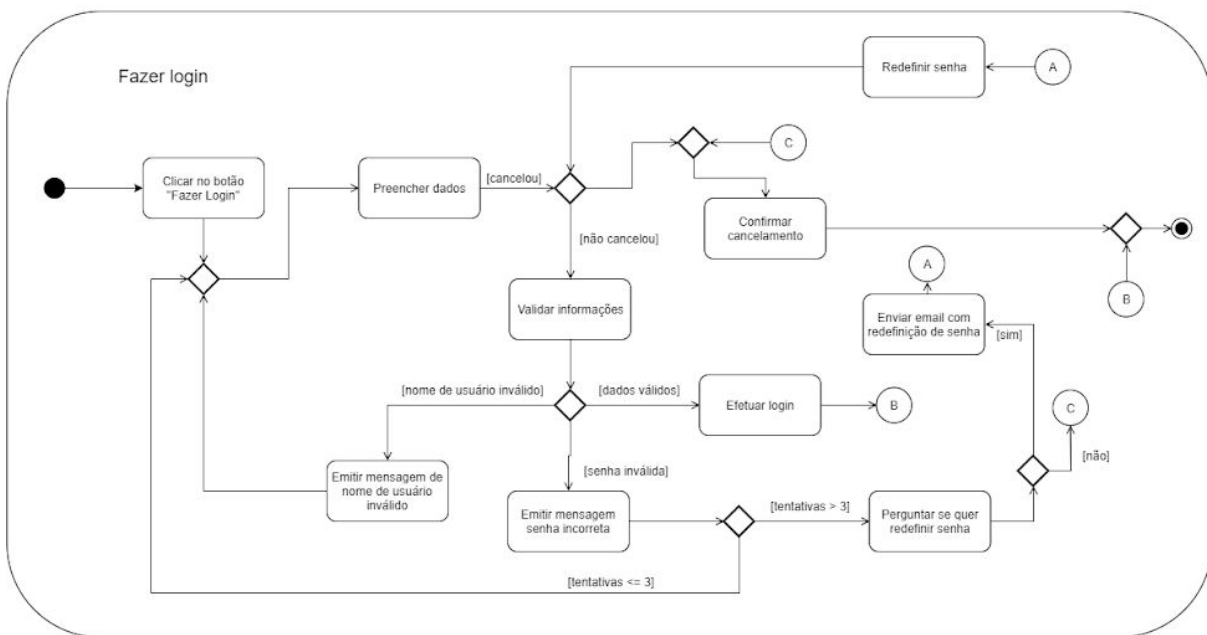 Fazer login
Redefinir senha
A
Clicar no botão
"Fazer Login"
Preencher dados
[cancelou]
C
Confirmar
cancelamento
[não cancelou]
A
B
Validar informações
Enviar email com
redefinição de senha
[sim]
[nome de usuário inválido]
[dados válidos]
Efetuar login
B
C
[não]
Emitir mensagem de
nome de usuário
inválido
[senha inválida]
Emitir mensagem
senha incorreta
[tentativas > 3]
Perguntar se quer
redefinir senha
[tentativas <= 3]